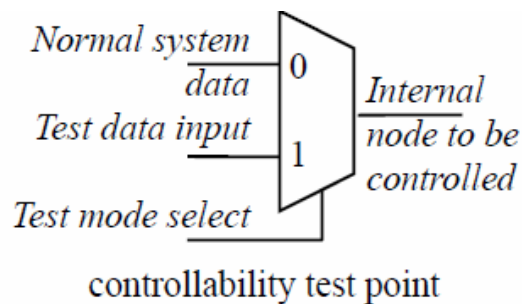 Normal system
data
0
Test data input
1
Internal
node to be
controlled
Test mode select
controllability test point